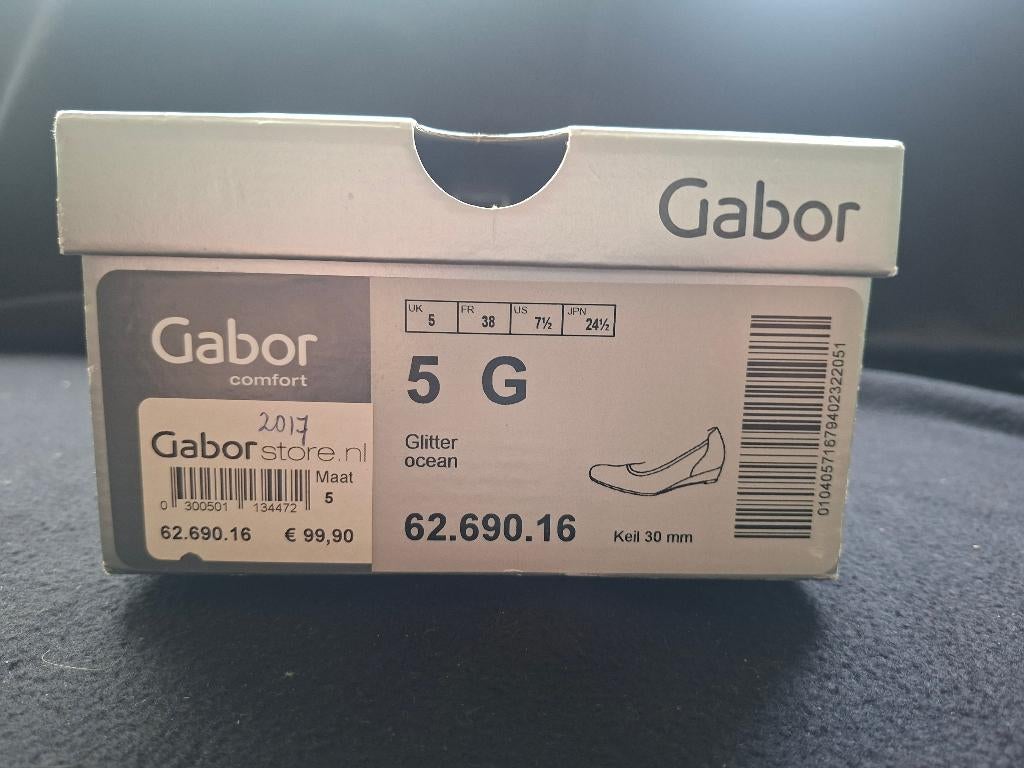 Gabor
Gabor
comfort
2017
Gaborstore.nl
Maat
5
0 300501 134472
62.690.16 € 99,90
UK 5 FR 38 US 7½ JPN 24½
5 G
Glitter
ocean
62.690.16 Keil 30 mm
01040571679402322051